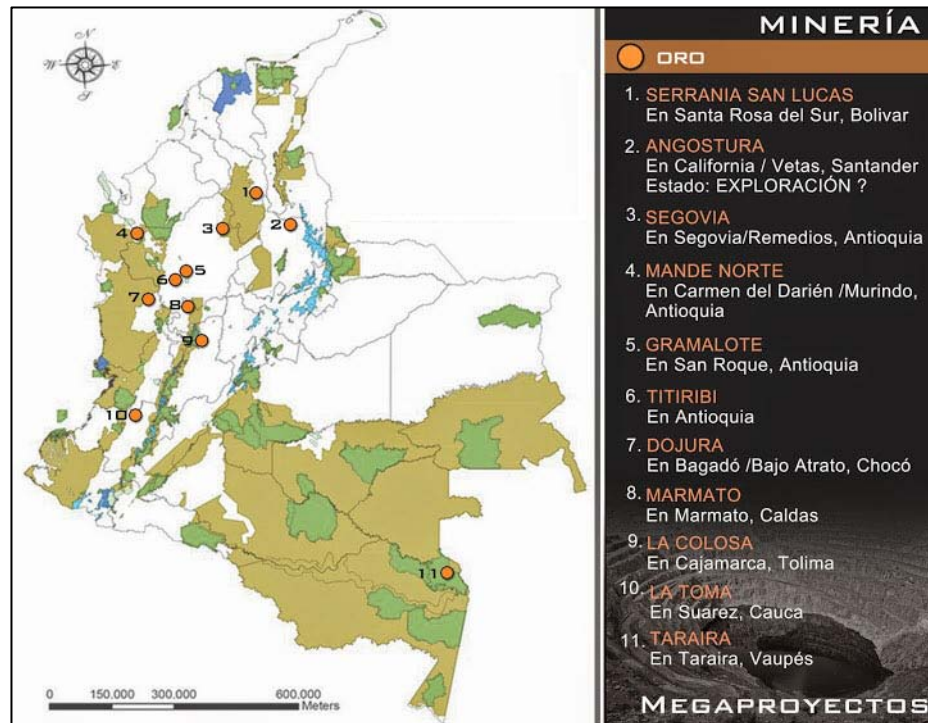 N
W E
S
1
2
3
4
5
6
7
8
9
10
11
0 150.000 300.000 600.000
Meters
MINERÍA
ORO
1. SERRANIA SAN LUCAS
En Santa Rosa del Sur, Bolivar
2. ANGOSTURA
En California / Vetas, Santander
Estado: EXPLORACIÓN ?
3. SEGOVIA
En Segovia/Remedios, Antioquia
4. MANDE NORTE
En Carmen del Darién /Murindo,
Antioquia
5. GRAMALOTE
En San Roque, Antioquia
6. TITIRIBI
En Antioquia
7. DOJURA
En Bagadó /Bajo Atrato, Chocó
8. MARMATO
En Marmato, Caldas
9. LA COLOSA
En Cajamarca, Tolima
10. LA TOMA
En Suarez, Cauca
11. TARAIRA
En Taraira, Vaupés
MEGAPROYECTOS